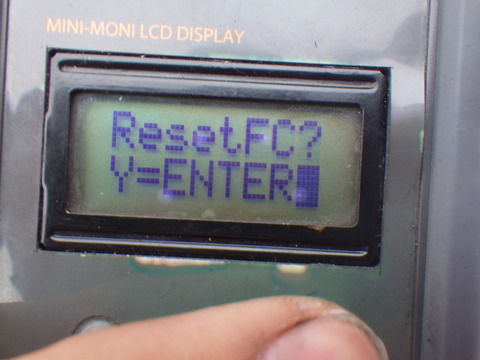 MINI-MONI LCD DISPLAY
ResetFC?
Y=ENTER